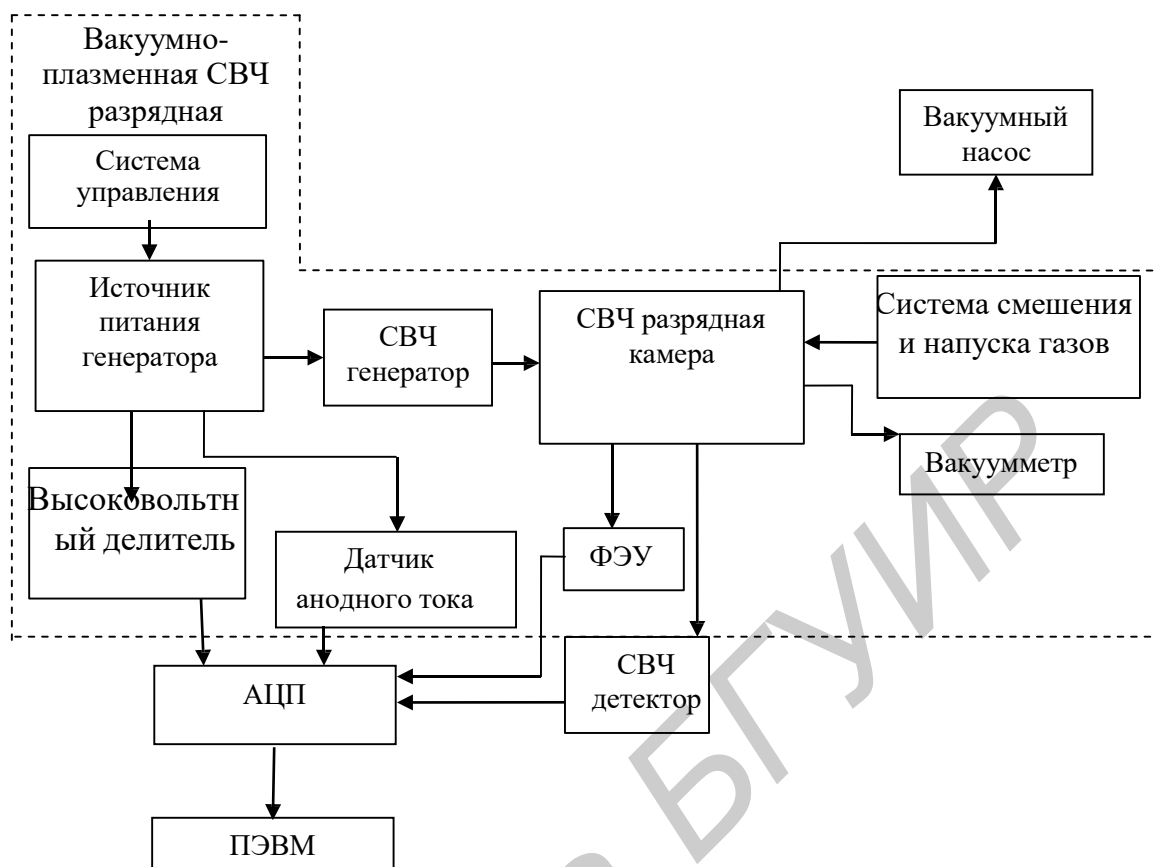 Вакуумно-
плазменная СВЧ
разрядная
Система
управления
Вакуумный
насос
Источник
питания
генератора
СВЧ
генератор
СВЧ разрядная
камера
Система смешения
и напуска газов
Вакуумметр
Высоковольтн
ый делитель
Датчик
анодного тока
ФЭУ
СВЧ
детектор
АЦП
ПЭВМ
БГУИР